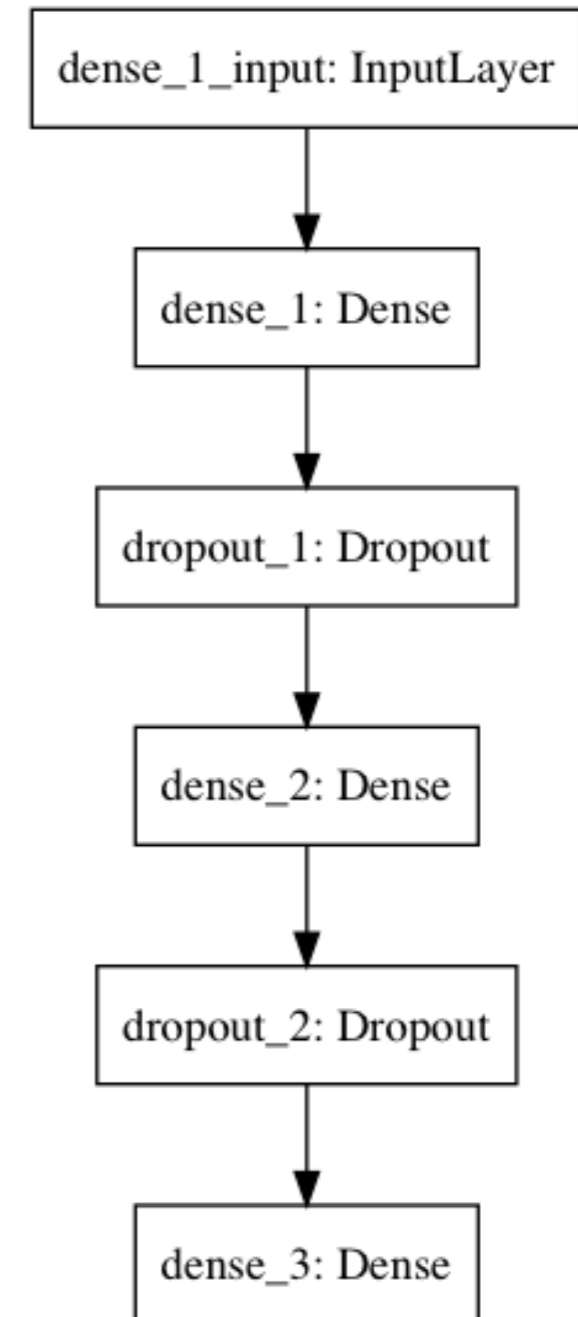 dense_1_input: InputLayer
dense_1: Dense
dropout_1: Dropout
dense_2: Dense
dropout_2: Dropout
dense_3: Dense